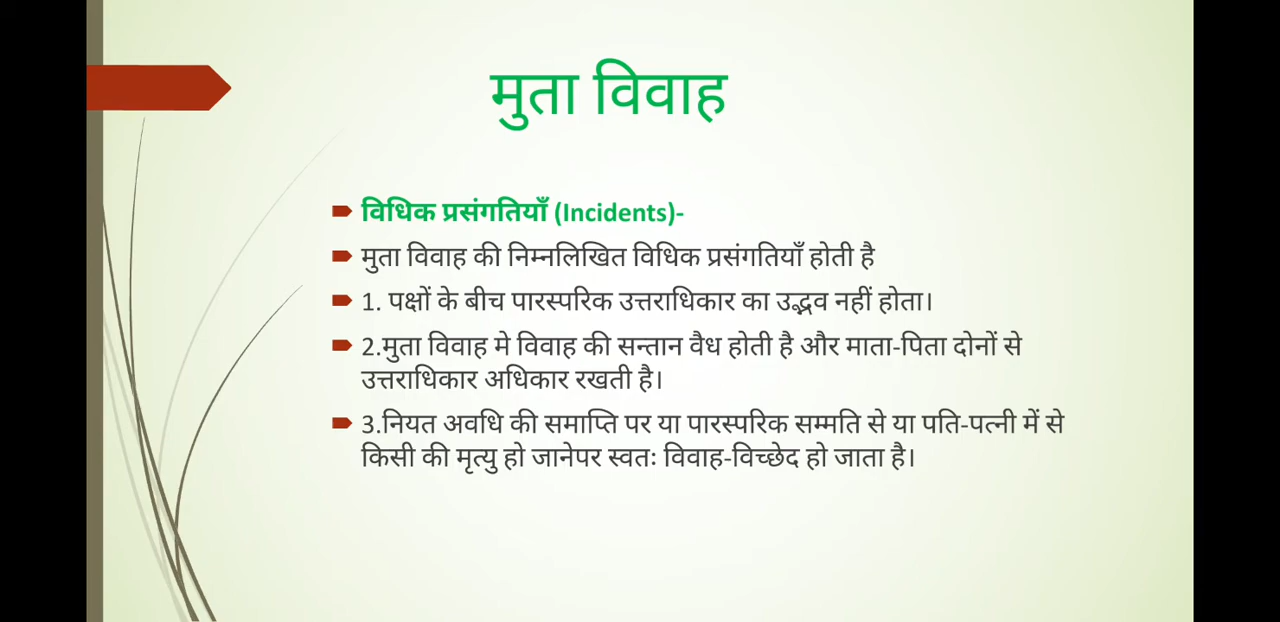 मुता विवाह
विधिक प्रसंगतियाँ (Incidents)-
मुता विवाह की निम्नलिखित विधिक प्रसंगतियाँ होती है
1. पक्षों के बीच पारस्परिक उत्तराधिकार का उद्भव नहीं होता।
2.मुता विवाह मे विवाह की सन्तान वैध होती है और माता-पिता दोनों से
उत्तराधिकार अधिकार रखती है।
3.नियत अवधि की समाप्ति पर या पारस्परिक सम्मति से या पति-पत्नी में से
किसी की मृत्यु हो जानेपर स्वतः विवाह-विच्छेद हो जाता है।